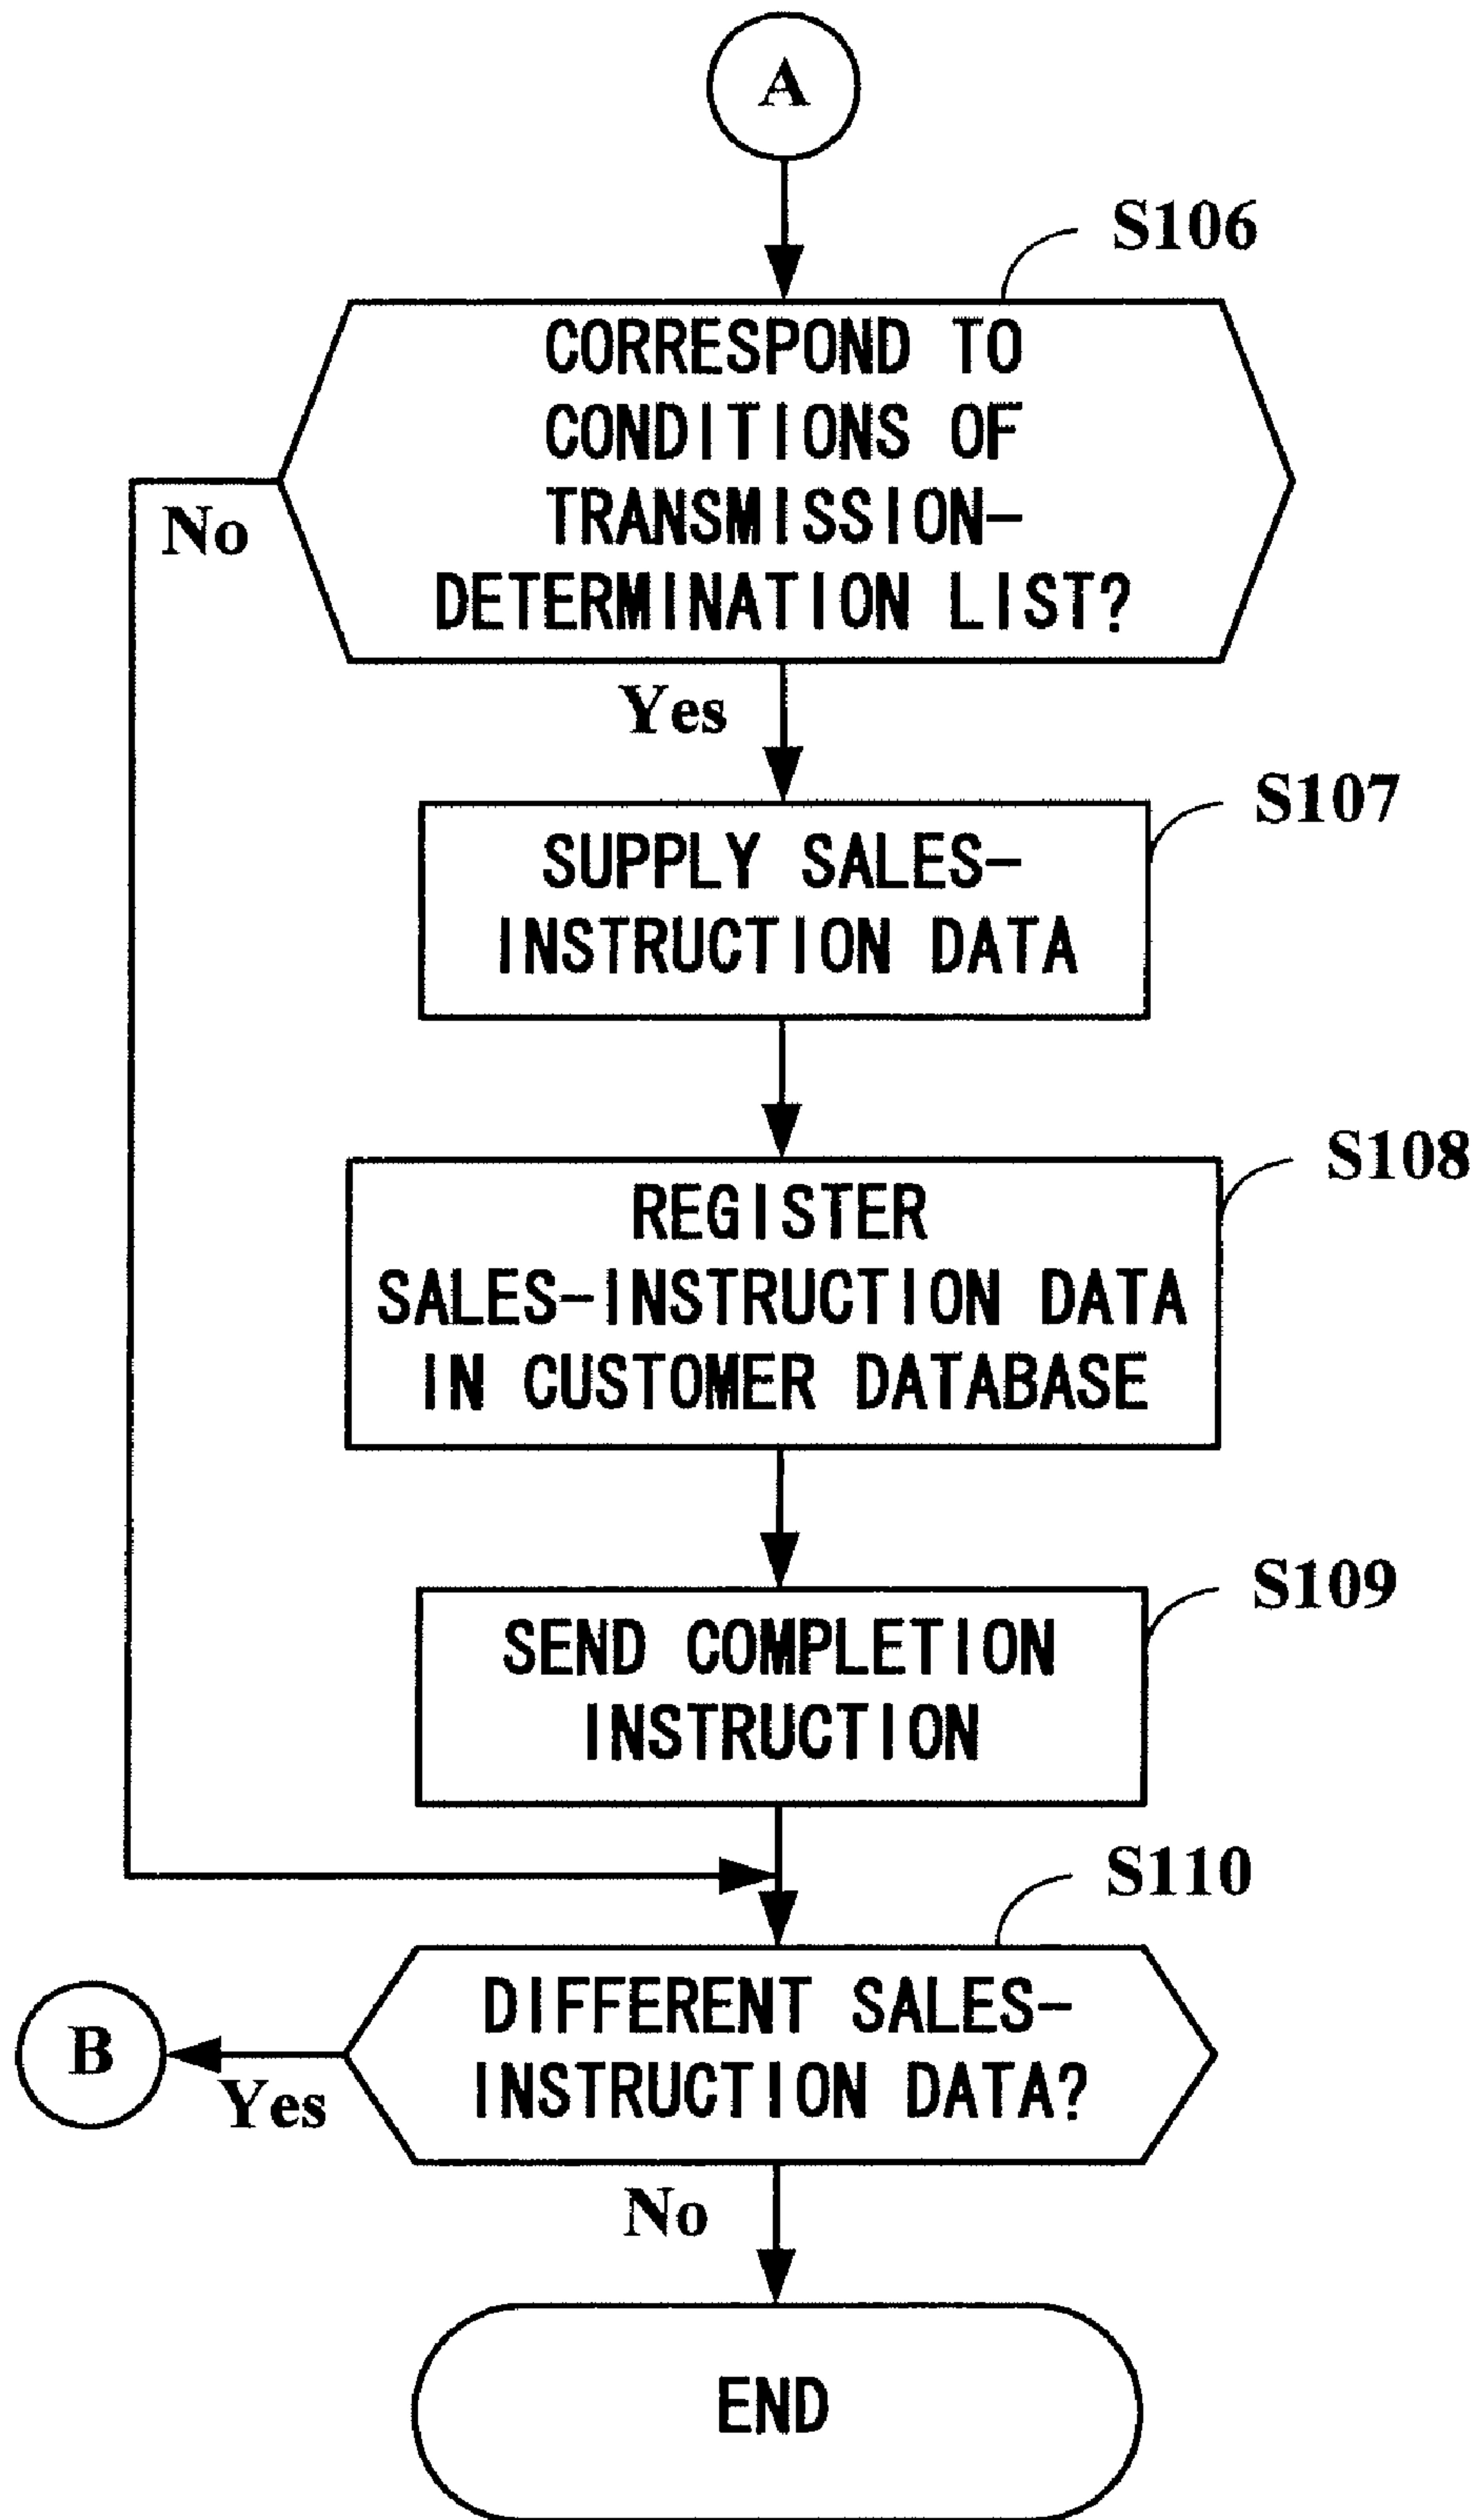 A
S106
CORRESPOND TO
CONDITIONS OF
TRANSMISSION-
DETERMINATION LIST?
No
Yes
S107
SUPPLY SALES-
INSTRUCTION DATA
S108
REGISTER
SALES-INSTRUCTION DATA
IN CUSTOMER DATABASE
S109
SEND COMPLETION
INSTRUCTION
S110
DIFFERENT SALES-
INSTRUCTION DATA?
B
Yes
No
END